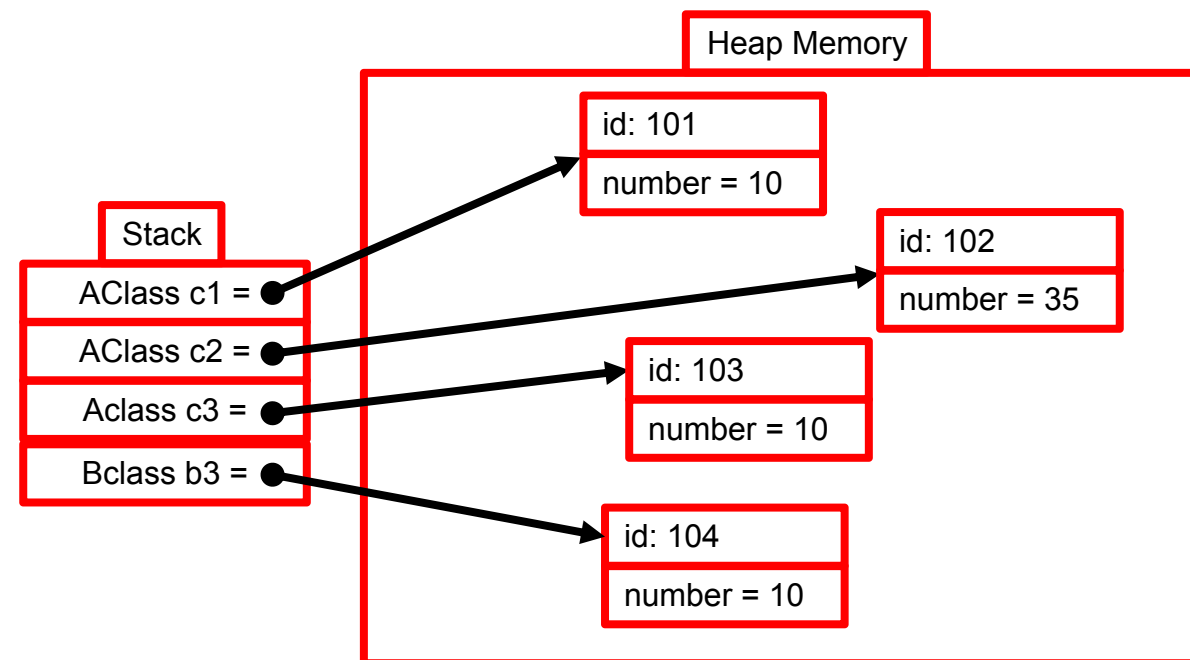 Heap Memory
id: 101
number = 10
Stack
id: 102
AClass c1 =
number = 35
AClass c2 =
id: 103
Aclass c3 =
number = 10
Bclass b3 =
id: 104
number = 10